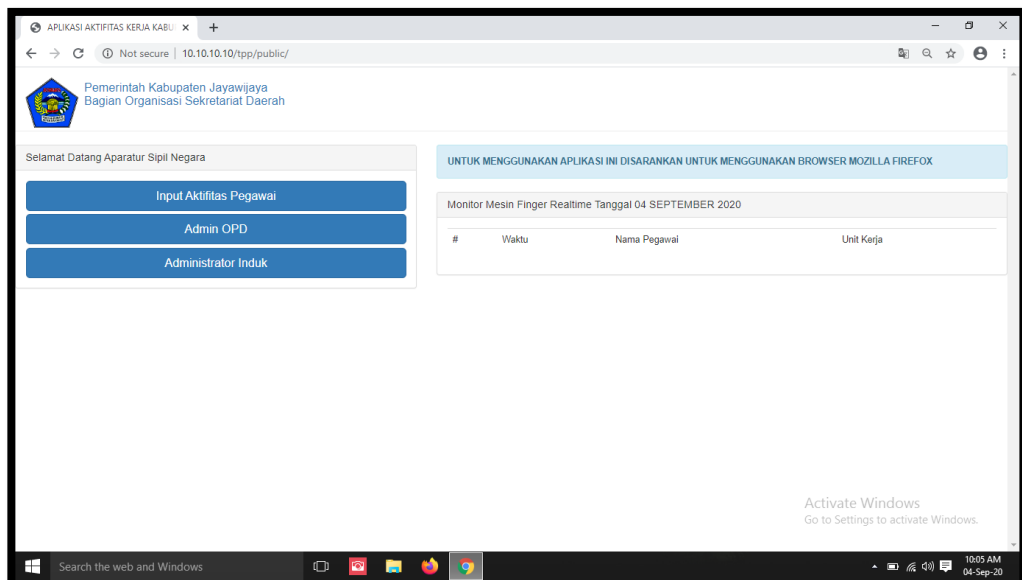 APLIKASI AKTIFITAS KERJA KABU
Not secure | 10.10.10.10/tpp/public/
Pemerintah Kabupaten Jayawijaya
Bagian Organisasi Sekretariat Daerah
Selamat Datang Aparatur Sipil Negara
Input Aktifitas Pegawai
Admin OPD
Administrator Induk
UNTUK MENGGUNAKAN APLIKASI INI DISARANKAN UNTUK MENGGUNAKAN BROWSER MOZILLA FIREFOX
Monitor Mesin Finger Realtime Tanggal 04 SEPTEMBER 2020
# Waktu Nama Pegawai Unit Kerja
Activate Windows
Go to Settings to activate Windows.
Search the web and Windows
10:05 AM
04-Sep-20